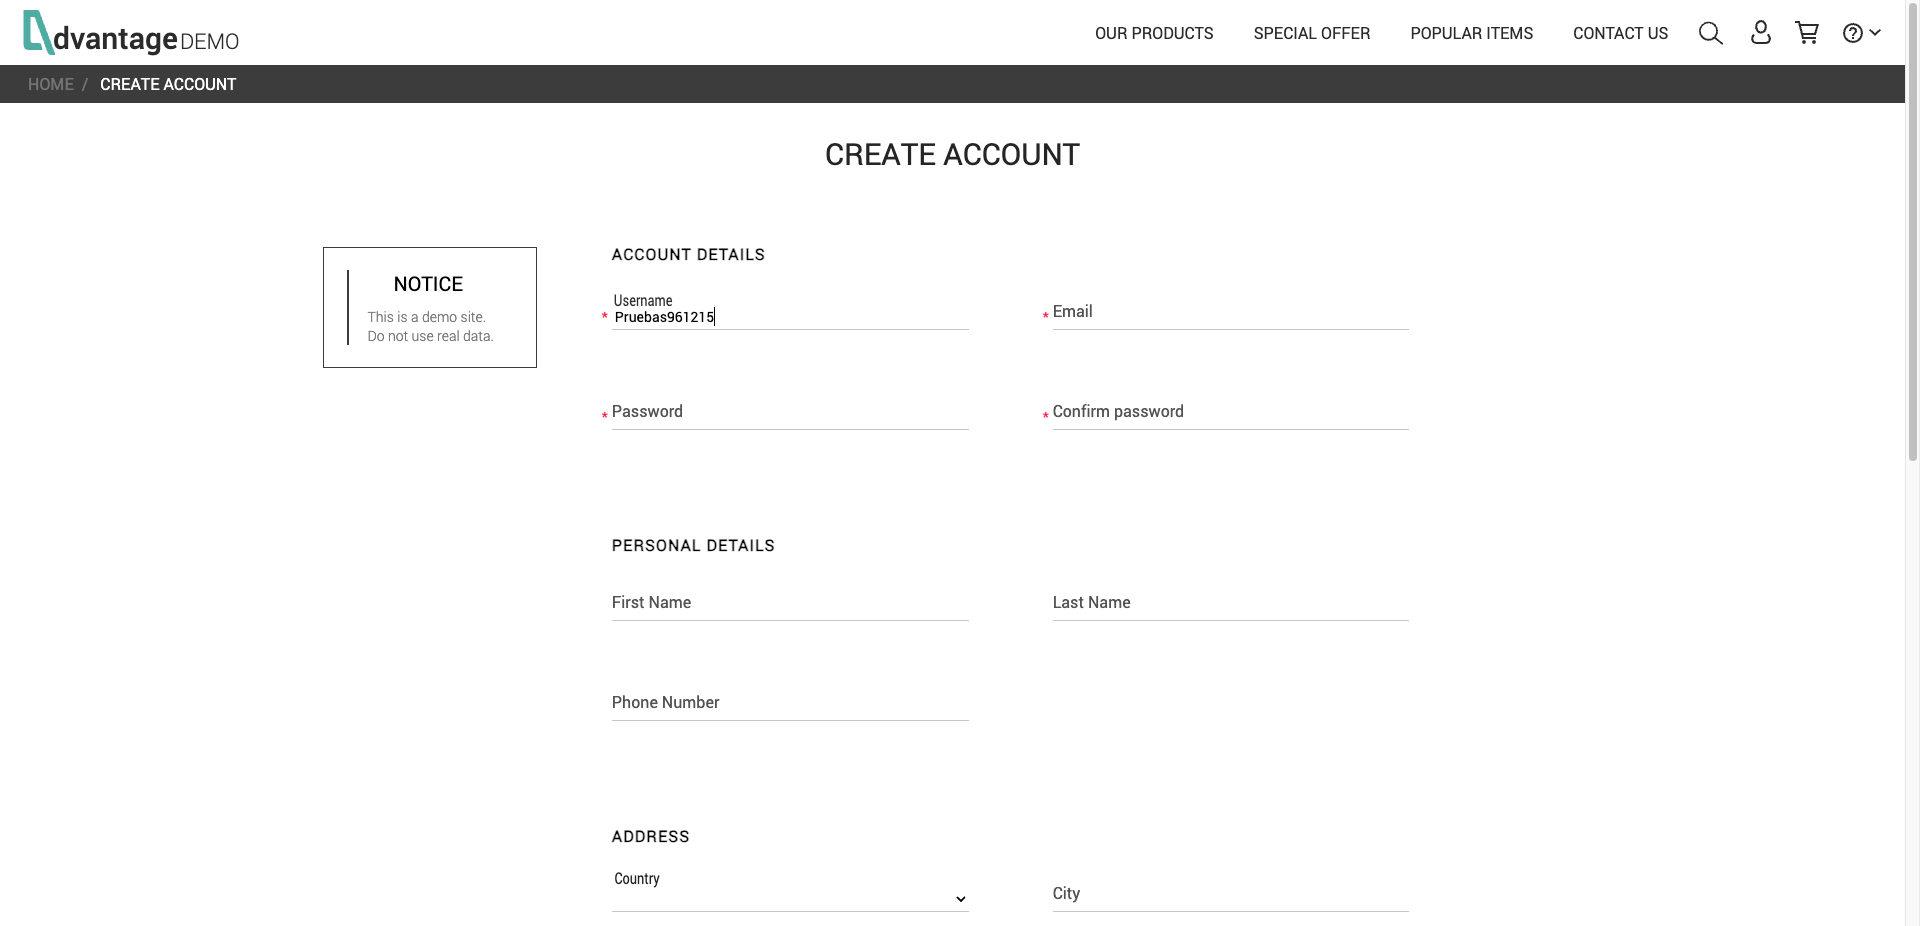 dvantage DEMO
OUR PRODUCTS SPECIAL OFFER POPULAR ITEMS CONTACT US
HOME / CREATE ACCOUNT
CREATE ACCOUNT
NOTICE
This is a demo site.
Do not use real data.
ACCOUNT DETAILS
Username
* Pruebas961215
* Email
* Password
* Confirm password
PERSONAL DETAILS
First Name
Last Name
Phone Number
ADDRESS
Country
City